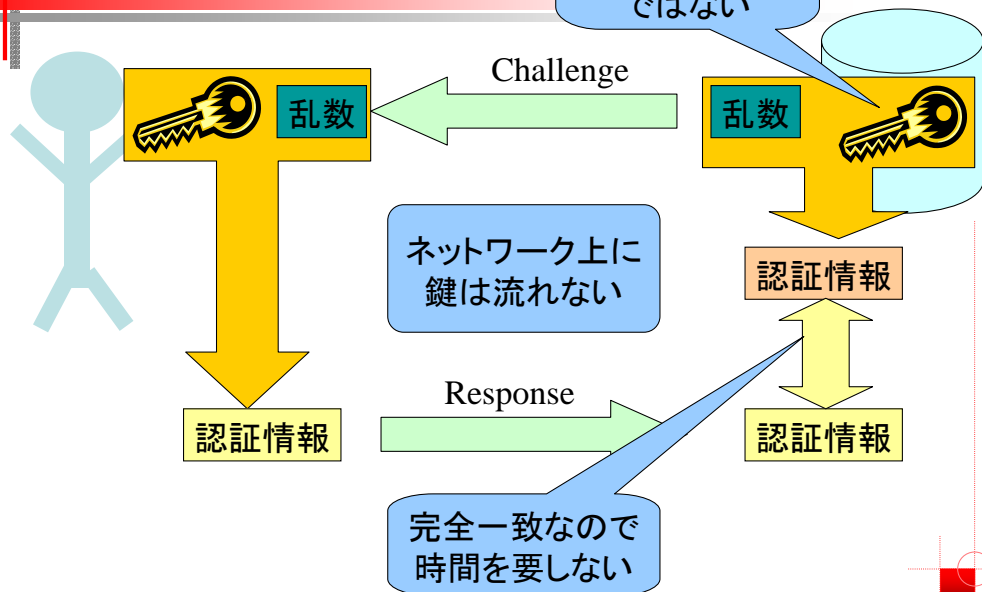 ではない
Challenge
乱数
乱数
ネットワーク上に
鍵は流れない
認証情報
Response
認証情報
認証情報
完全一致なので
時間を要しない